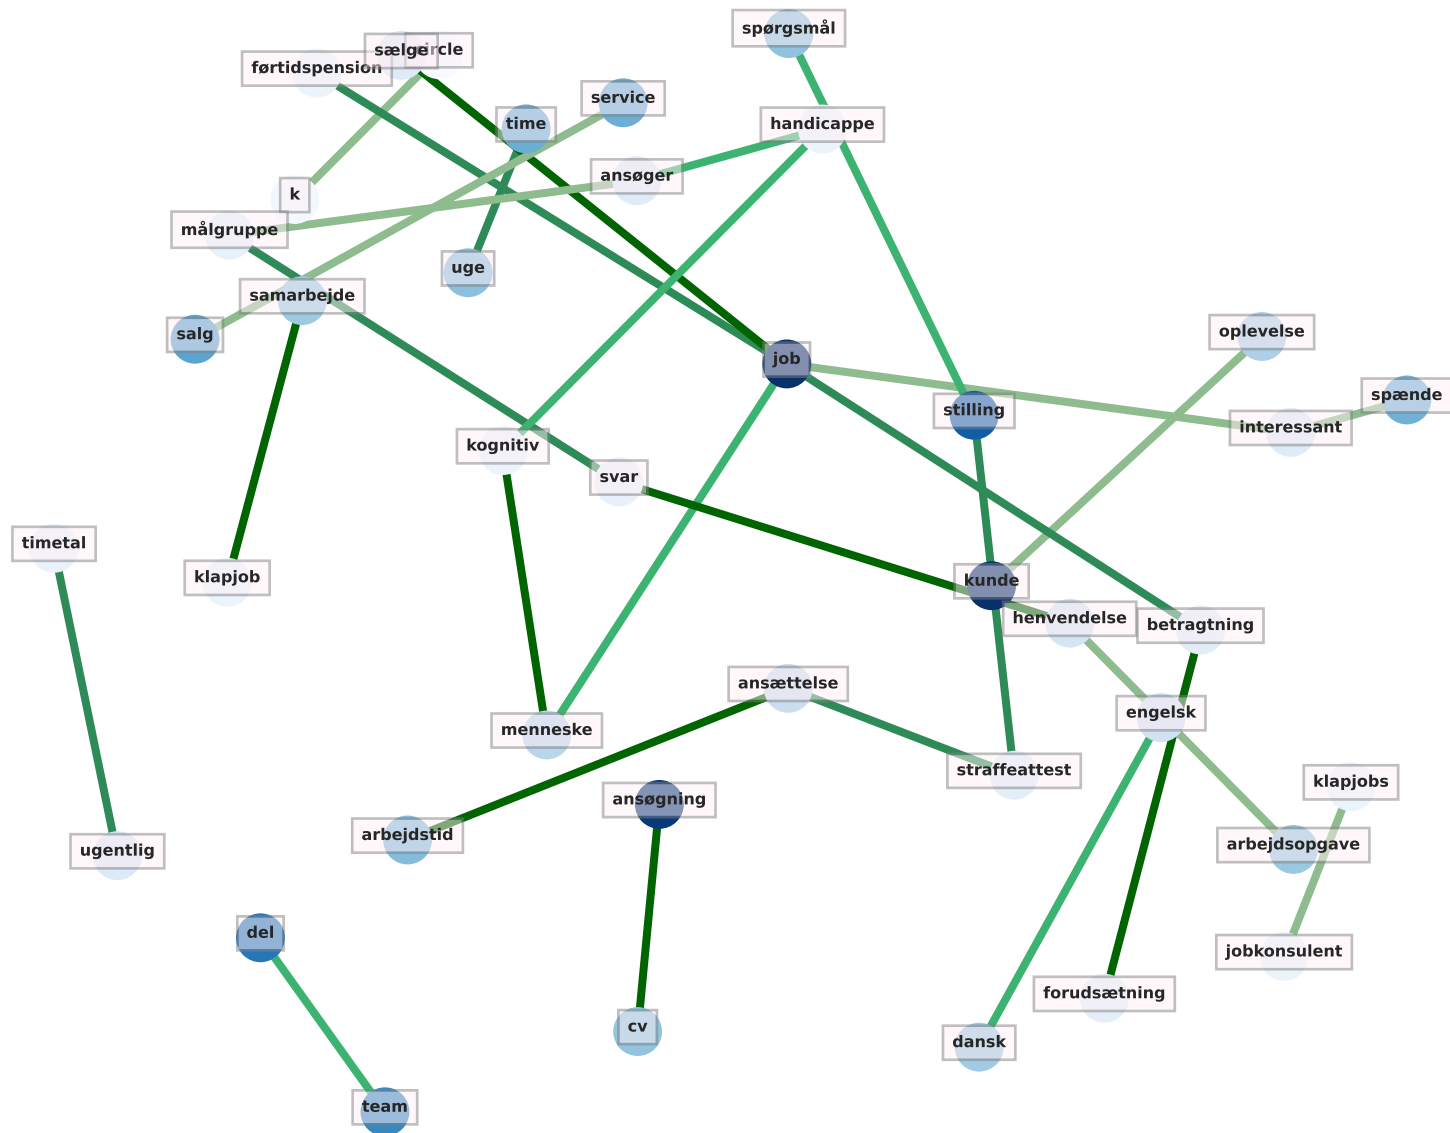 spørgsmål
sælge
circle
førtidspension
service
time
handicappe
ansøger
k
målgruppe
uge
samarbejde
salg
oplevelse
job
spænde
stilling
interessant
kognitiv
svar
timetal
klapjob
kunde
henvendelse
betragtning
ansættelse
engelsk
menneske
straffeattest
klapjobs
ansøgning
arbejdstid
arbejdsopgave
ugentlig
del
jobkonsulent
forudsætning
cv
dansk
team